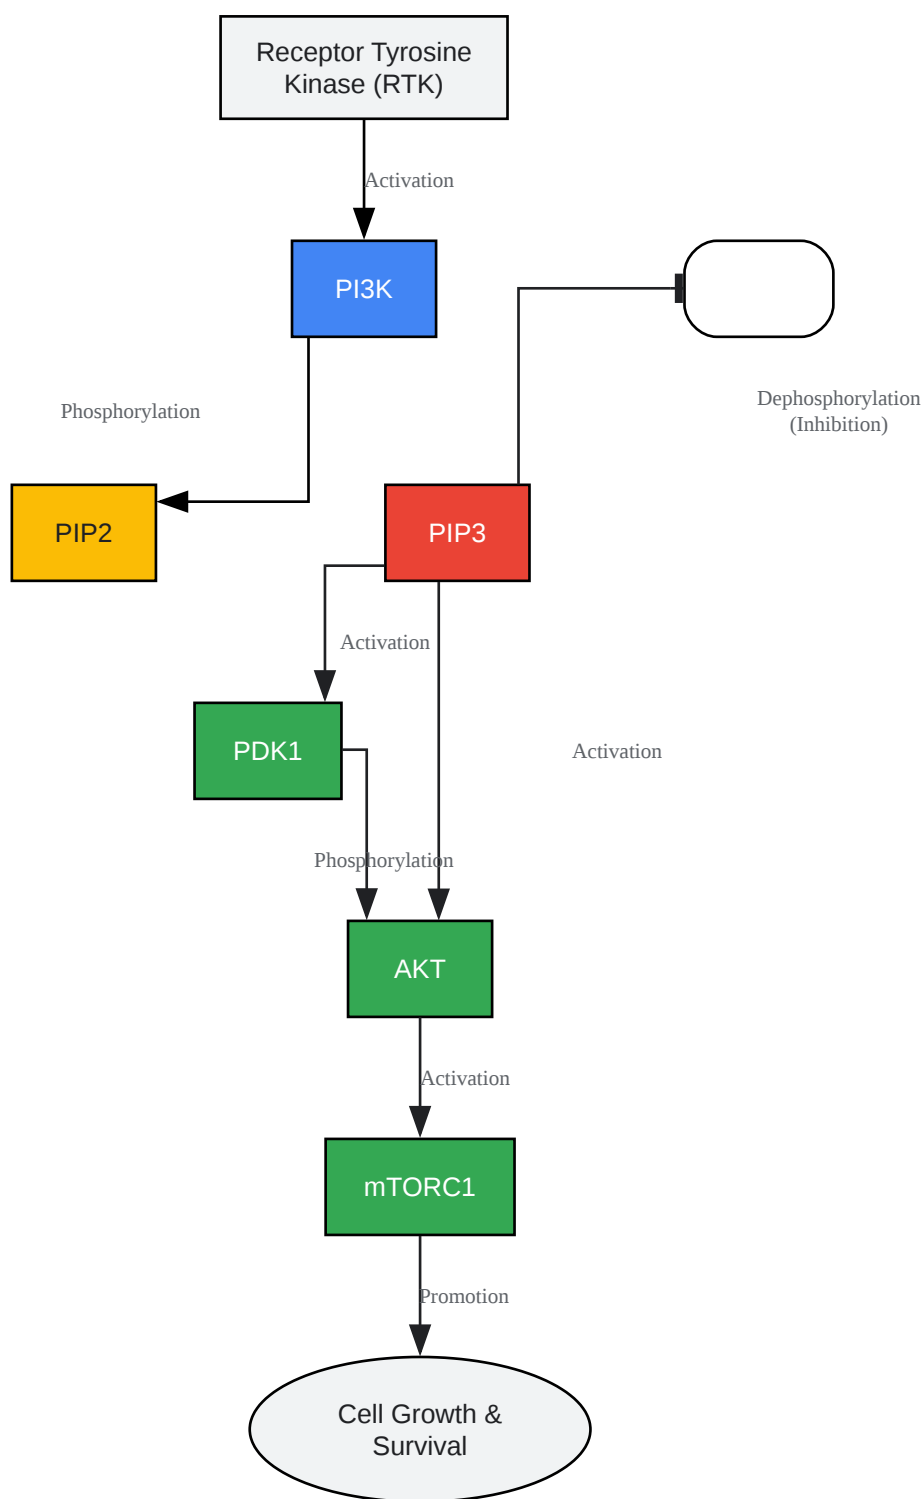 Receptor Tyrosine
Kinase (RTK)
Activation
PI3K
Phosphorylation
Dephosphorylation
(Inhibition)
PIP2
PIP3
Activation
PDK1
Activation
Phosphorylation
AKT
Activation
mTORC1
Promotion
Cell Growth &
Survival